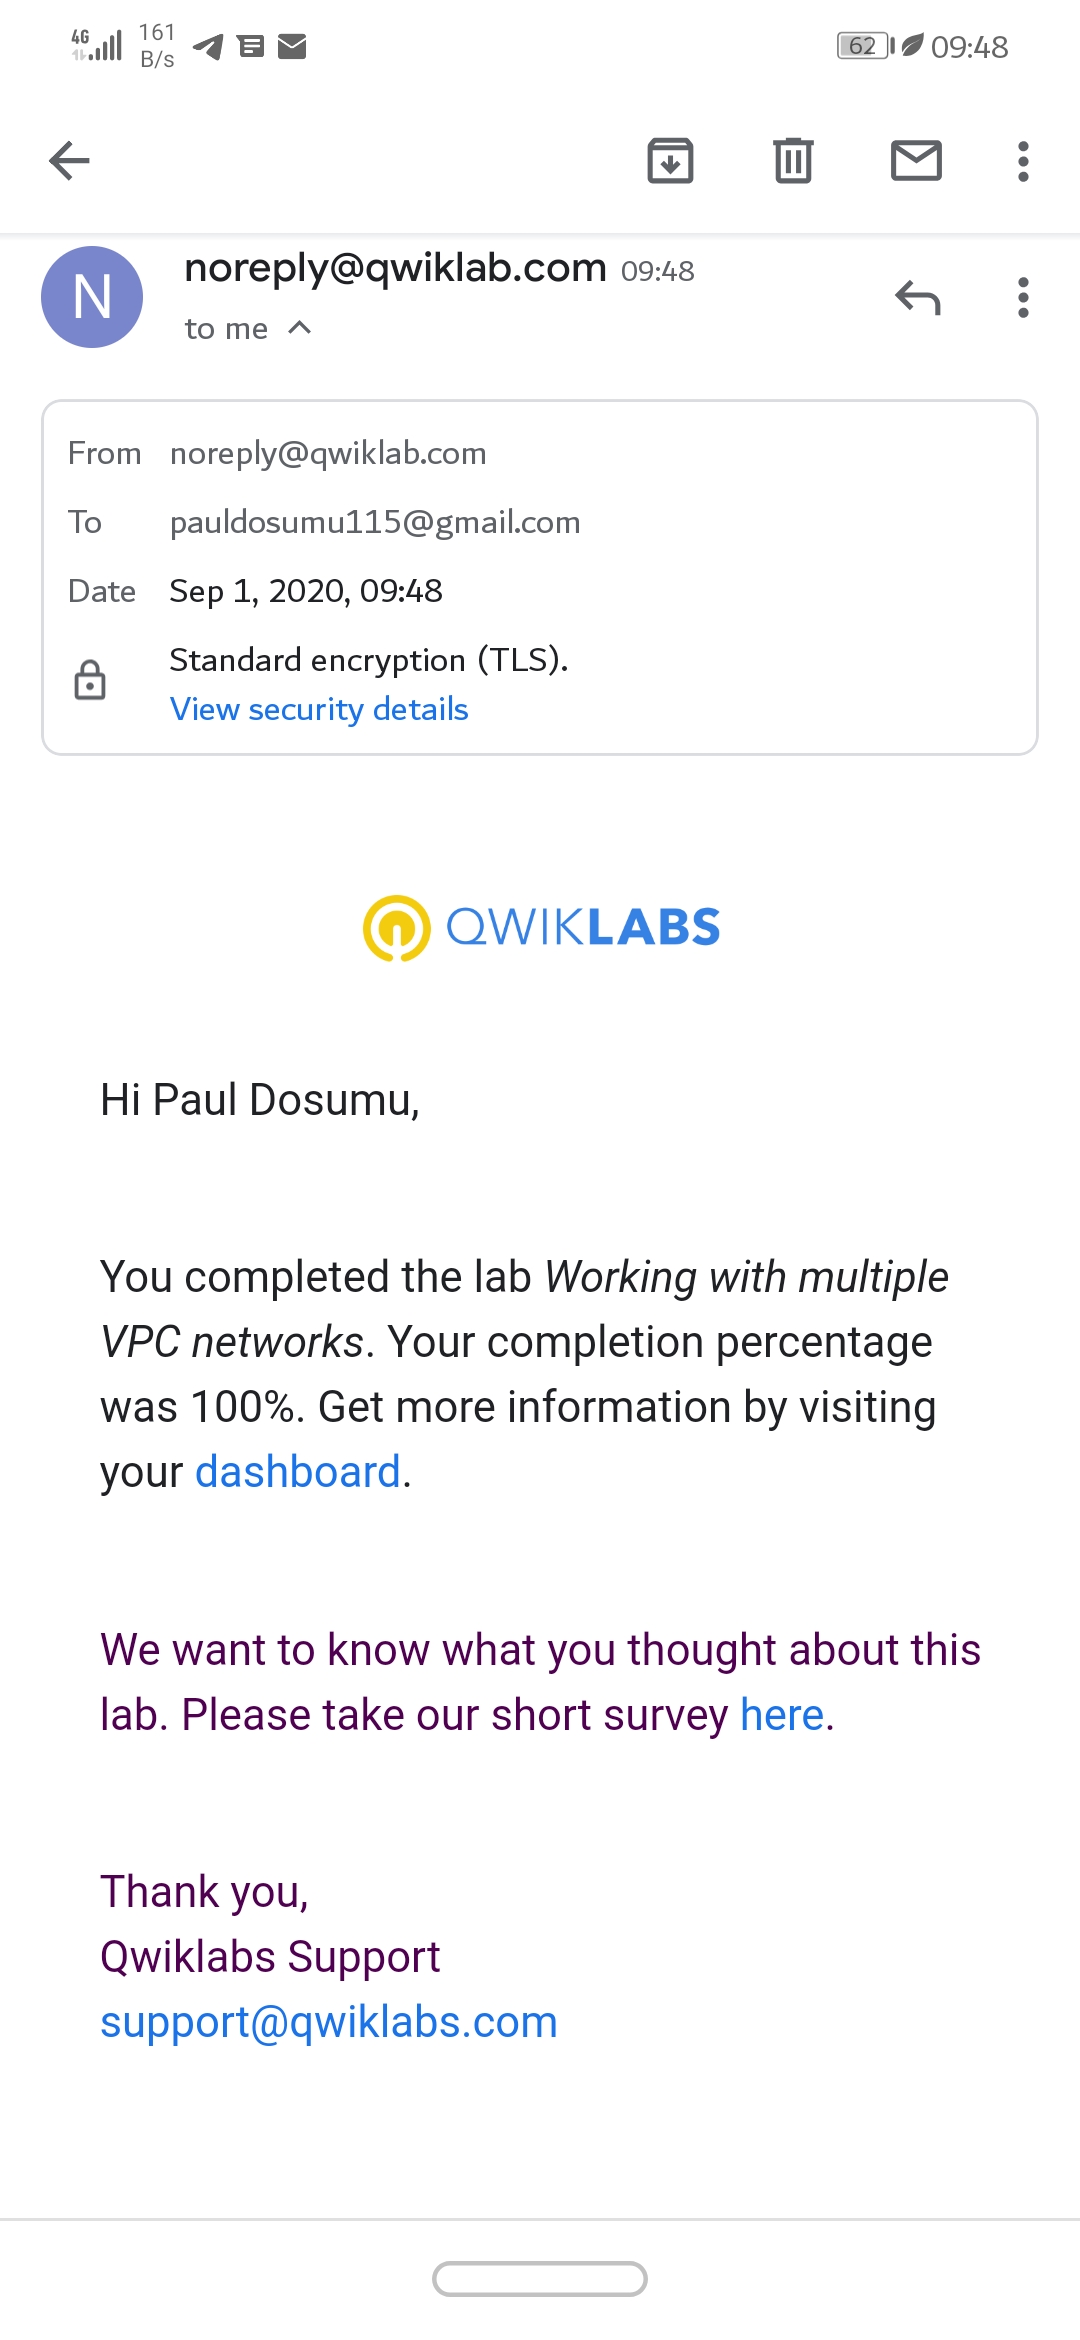 4G 161 B/s 62 09:48
noreply@qwiklab.com 09:48
N
to me
From noreply@qwiklab.com
To pauldosumu115@gmail.com
Date Sep 1, 2020, 09:48
Standard encryption (TLS).
View security details
QWIKLABS
Hi Paul Dosumu,
You completed the lab Working with multiple
VPC networks. Your completion percentage
was 100%. Get more information by visiting
your dashboard.
We want to know what you thought about this
lab. Please take our short survey here.
Thank you,
Qwiklabs Support
support@qwiklabs.com